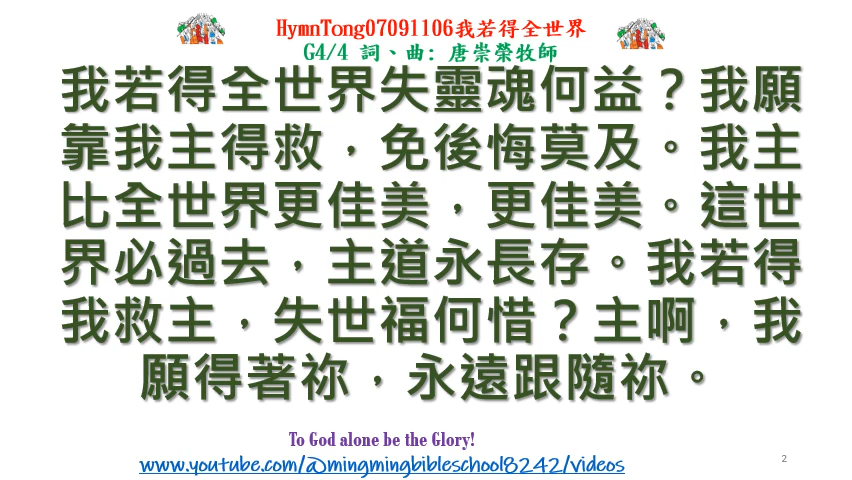 HymnTong07091106我若得全世界
G4/4 詞、曲: 唐崇榮牧師
我若得全世界失靈魂何益？我願
靠我主得救，免後悔莫及。我主
比全世界更佳美，更佳美。這世
界必過去，主道永長存。我若得
我救主，失世福何惜？主啊，我
願得著祢，永遠跟隨祢。
To God alone be the Glory!
www.youtube.com/@mingmingbibleschool8242/videos
2